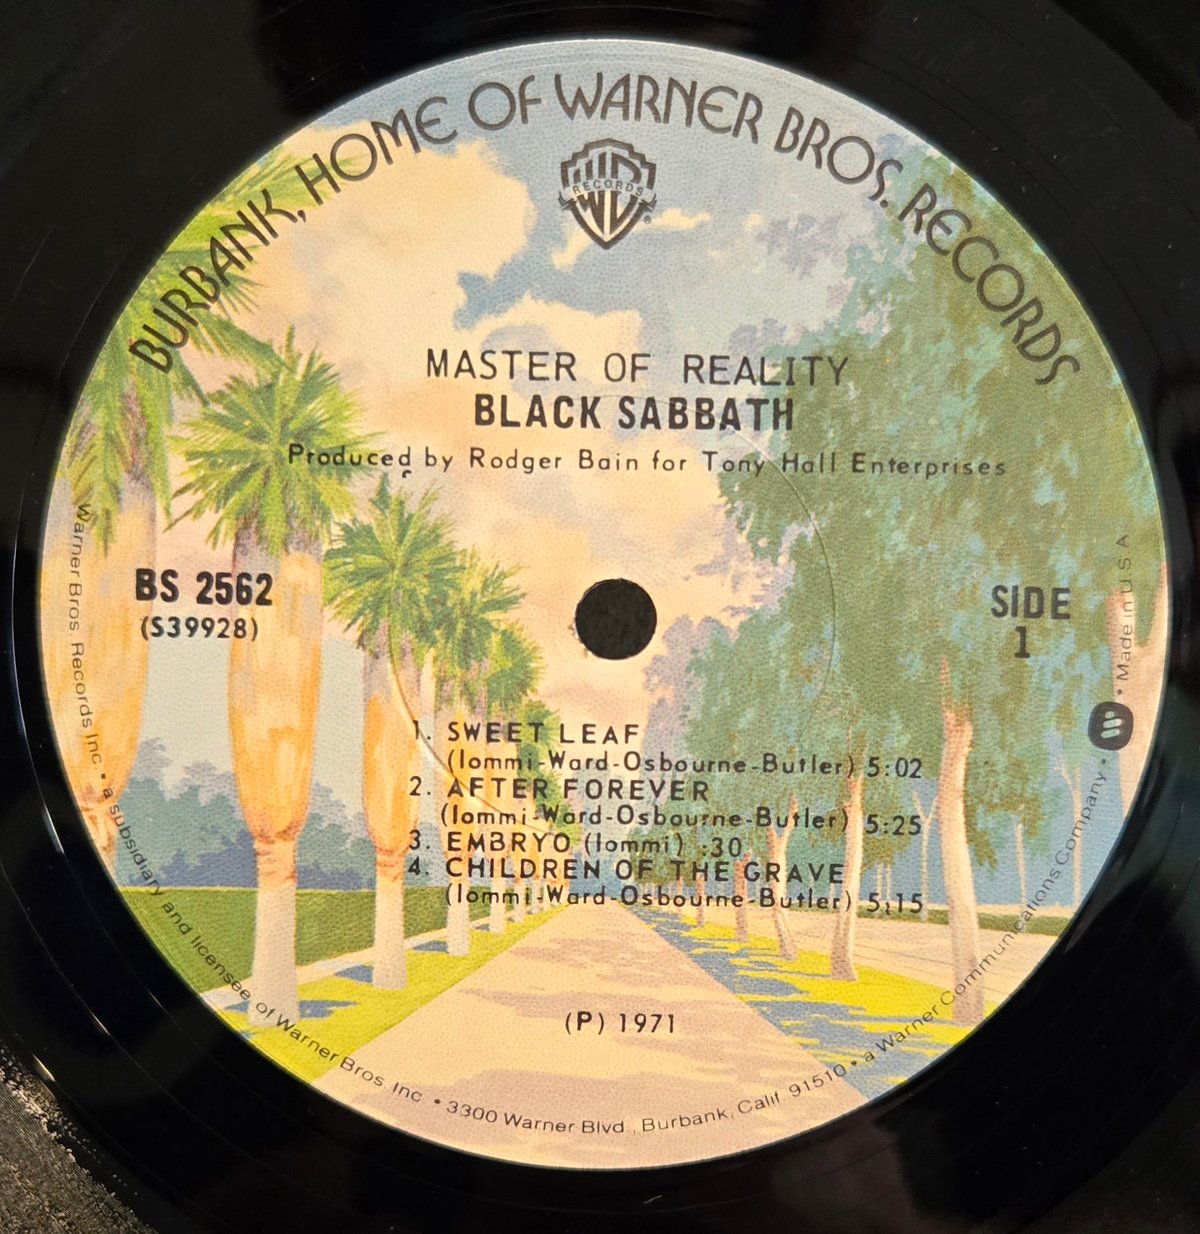 BURBANK, HOME OF WARNER BROS. RECORDS
WB
RECORDS
®
MASTER OF REALITY
BLACK SABBATH
Produced by Rodger Bain for Tony Hall Enterprises
BS 2562
(S39928)
SIDE
1
1. SWEET LEAF
(Iommi-Ward-Osbourne-Butler) 5:02
2. AFTER FOREVER
(Iommi-Ward-Osbourne-Butler) 5:25
3. EMBRYO (Iommi) :30
4. CHILDREN OF THE GRAVE
(Iommi-Ward-Osbourne-Butler) 5:15
(P) 1971
Warner Bros. Records Inc. • a subsidiary and licensee of Warner Bros. Inc. • 3300 Warner Blvd., Burbank, Calif. 91510 • a Warner Communications Company • Made in U.S.A.